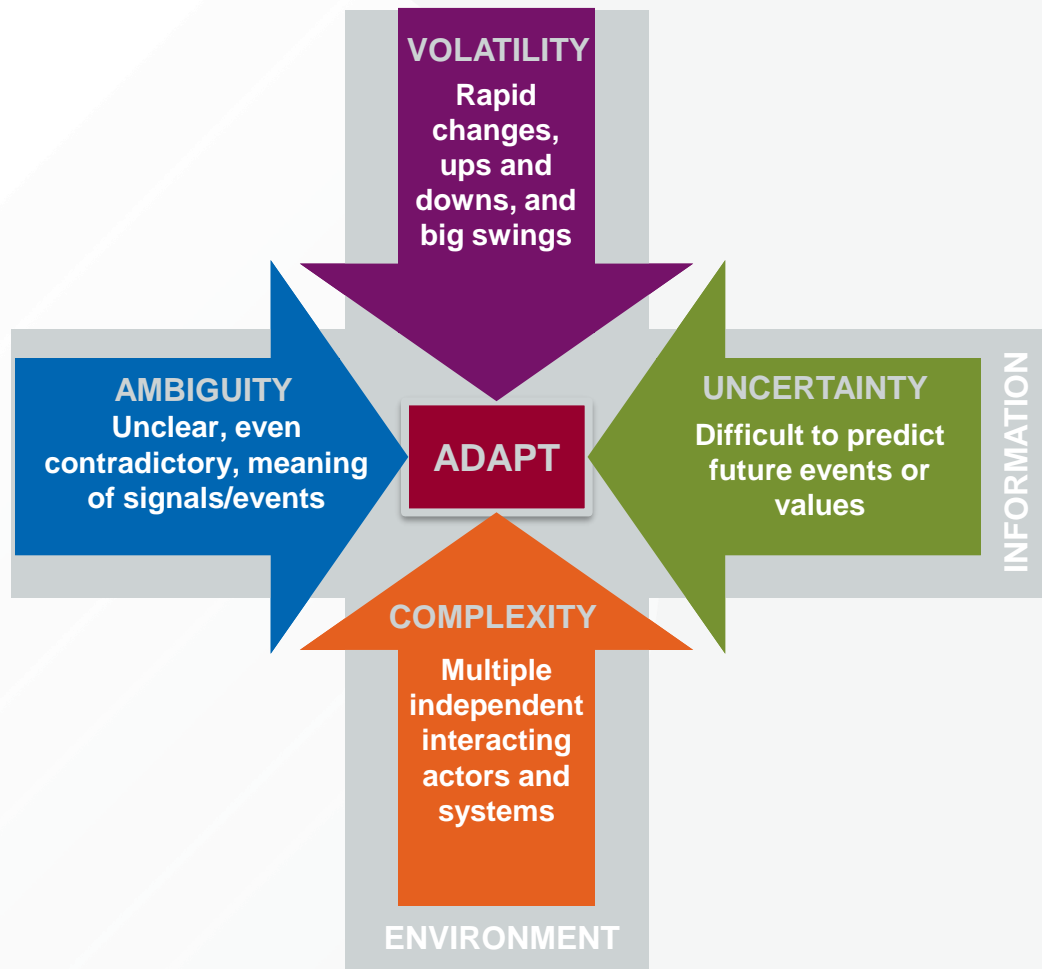 VOLATILITY
Rapid
changes,
ups and
downs, and
big swings
AMBIGUITY
Unclear, even
contradictory, meaning
of signals/events
ADAPT
UNCERTAINTY
Difficult to predict
future events or
values
INFORMATION
COMPLEXITY
Multiple
independent
interacting
actors and
systems
ENVIRONMENT